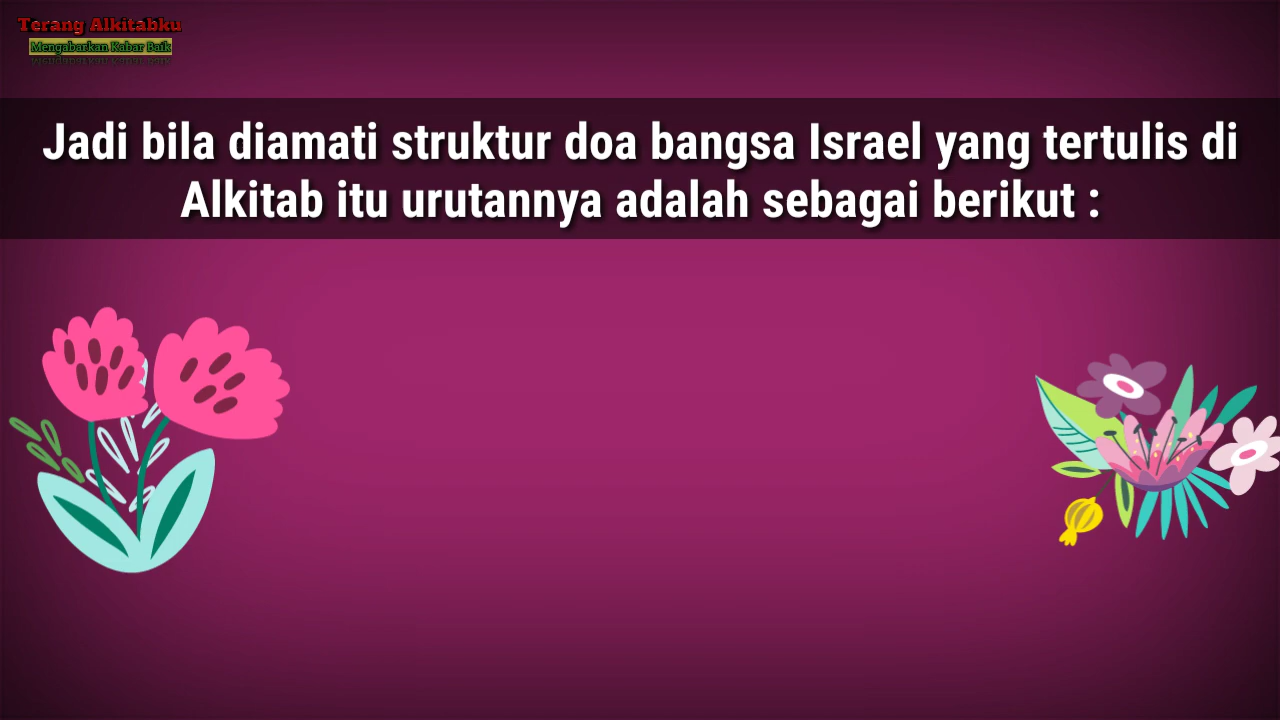 Terang Alkitabku
Mengabarkan Kabar Baik
Jadi bila diamati struktur doa bangsa Israel yang tertulis di
Alkitab itu urutannya adalah sebagai berikut :